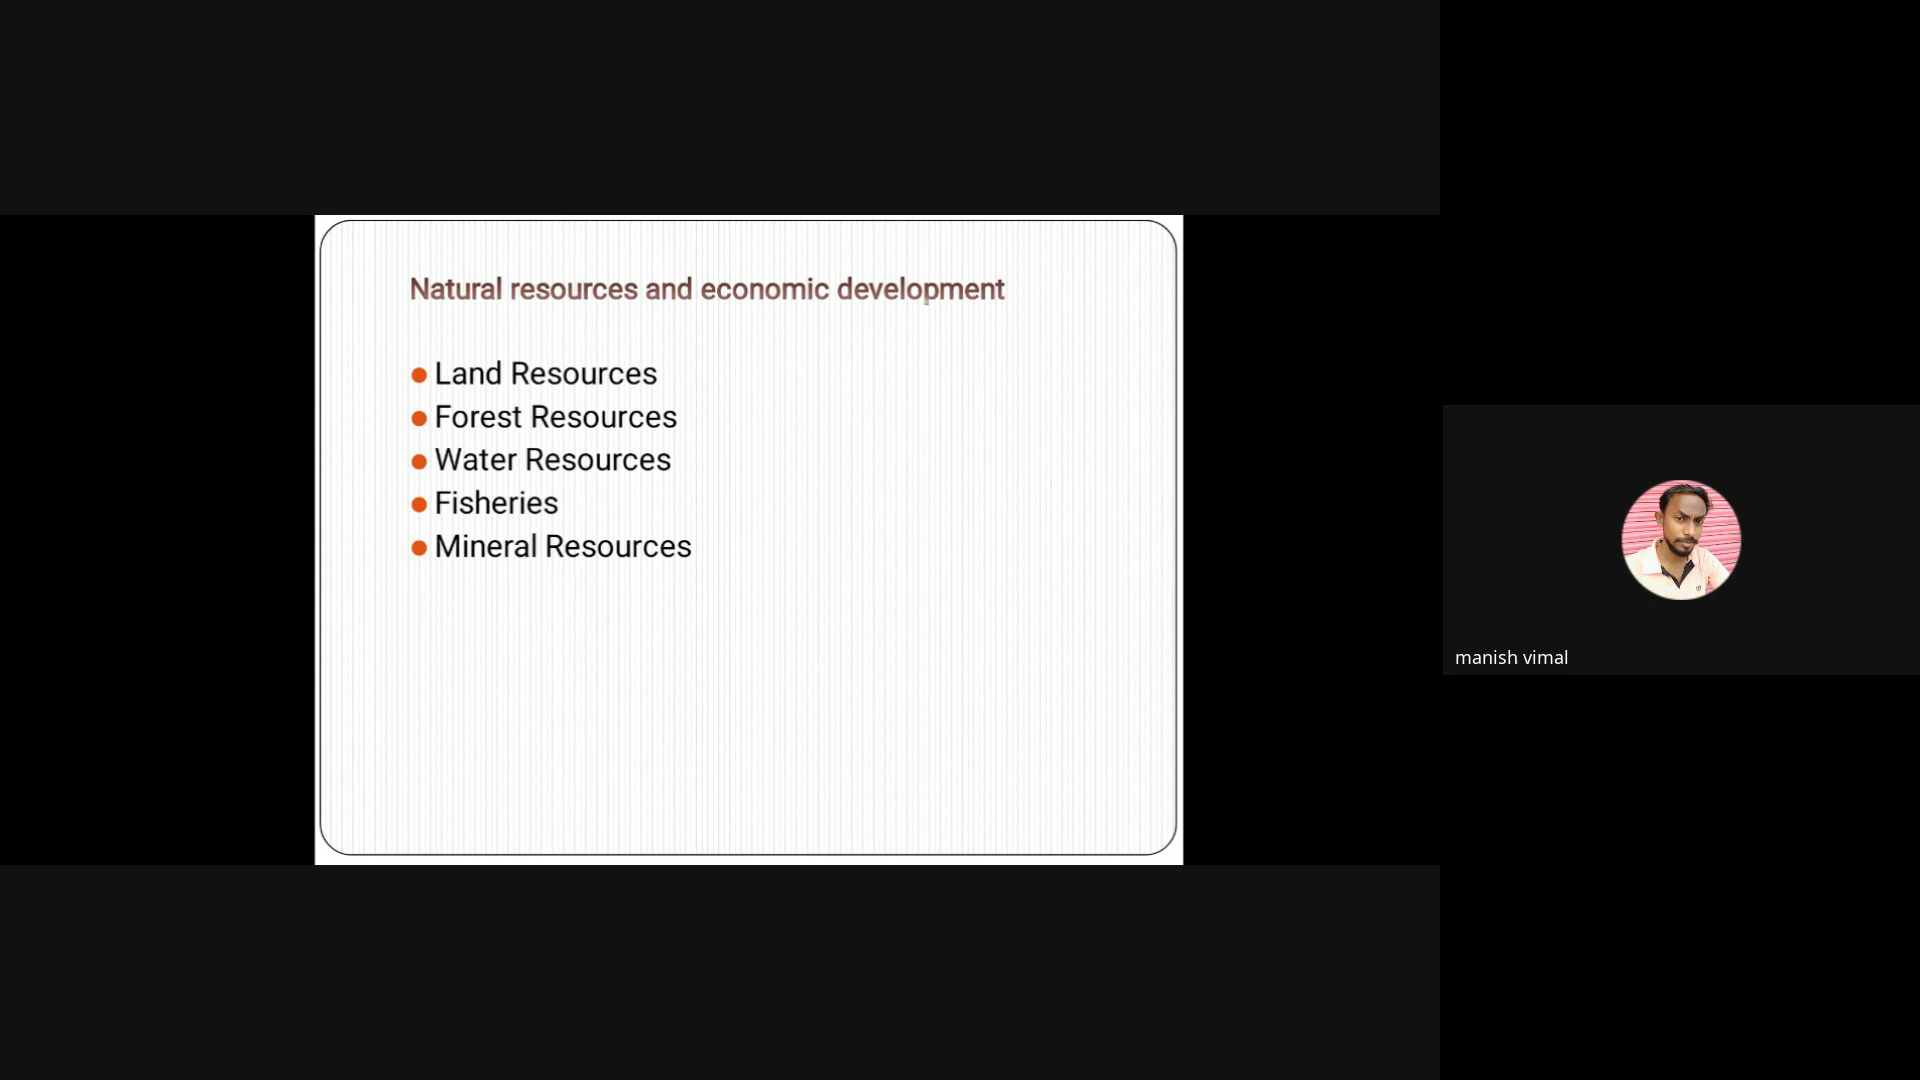 Natural resources and economic development
Land Resources
Forest Resources
Water Resources
Fisheries
Mineral Resources
manish vimal